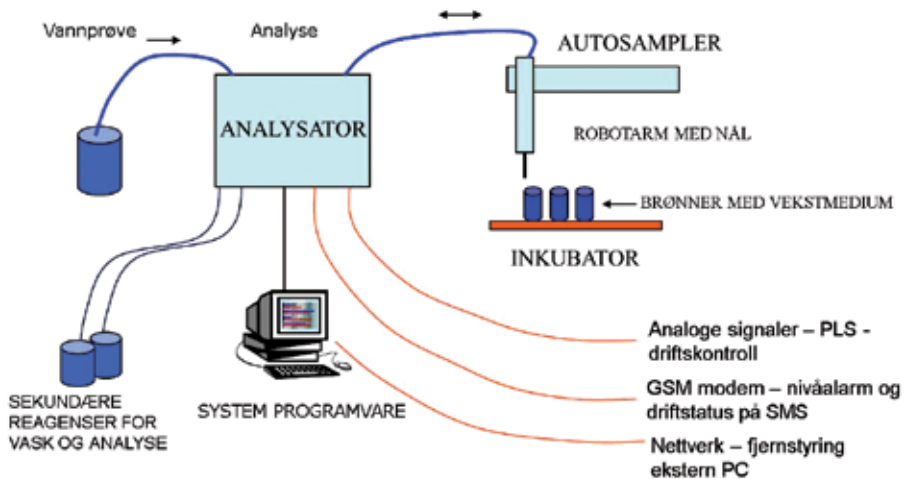 Vannprøve
Analyse
AUTOSAMPLER
ANALYSATOR
ROBOTARM MED NÅL
BRØNNER MED VEKSTMEDIUM
INKUBATOR
Analoge signaler – PLS -
driftskontroll
GSM modem – nivåalarm og
driftstatus på SMS
Nettverk – fjernstyring
ekstern PC
SYSTEM PROGRAMVARE
SEKUNDÆRE
REAGENSER FOR
VASK OG ANALYSE